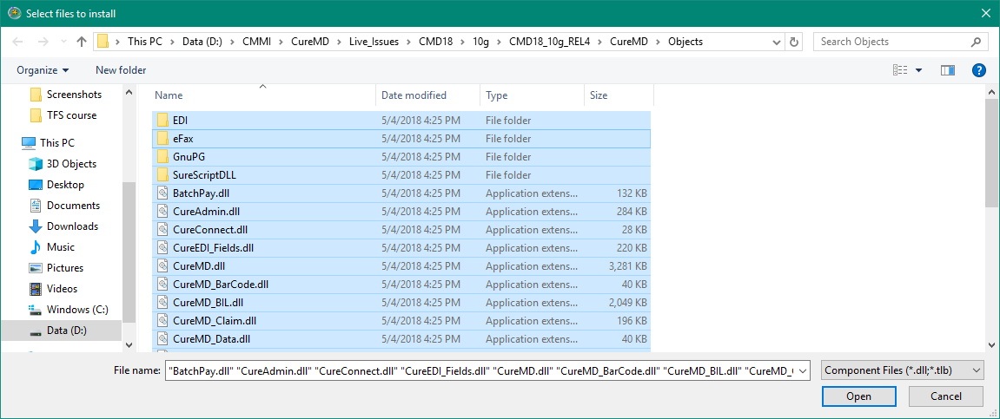 Select files to install
This PC > Data (D:) > CMMI > CureMD > Live_Issues > CMD18 > 10g > CMD18_10g_REL4 > CureMD > Objects
Search Objects
Organize
New folder
?
Screenshots
TFS course
This PC
3D Objects
Desktop
Documents
Downloads
Music
Pictures
Videos
Windows (C:)
Data (D:)
Name Date modified Type Size
EDI 5/4/2018 4:25 PM File folder
eFax 5/4/2018 4:25 PM File folder
GnuPG 5/4/2018 4:25 PM File folder
SureScriptDLL 5/4/2018 4:25 PM File folder
BatchPay.dll 5/4/2018 4:25 PM Application extens... 132 KB
CureAdmin.dll 5/4/2018 4:25 PM Application extens... 284 KB
CureConnect.dll 5/4/2018 4:25 PM Application extens... 28 KB
CureEDI_Fields.dll 5/4/2018 4:25 PM Application extens... 220 KB
CureMD.dll 5/4/2018 4:25 PM Application extens... 3,281 KB
CureMD_BarCode.dll 5/4/2018 4:25 PM Application extens... 40 KB
CureMD_BIL.dll 5/4/2018 4:25 PM Application extens... 2,049 KB
CureMD_Claim.dll 5/4/2018 4:25 PM Application extens... 196 KB
CureMD_Data.dll 5/4/2018 4:25 PM Application extens... 40 KB
File name: "BatchPay.dll" "CureAdmin.dll" "CureConnect.dll" "CureEDI_Fields.dll" "CureMD.dll" "CureMD_BarCode.dll" "CureMD_BIL.dll" "CureMD_
Component Files (*.dll;*.tlb)
Open
Cancel